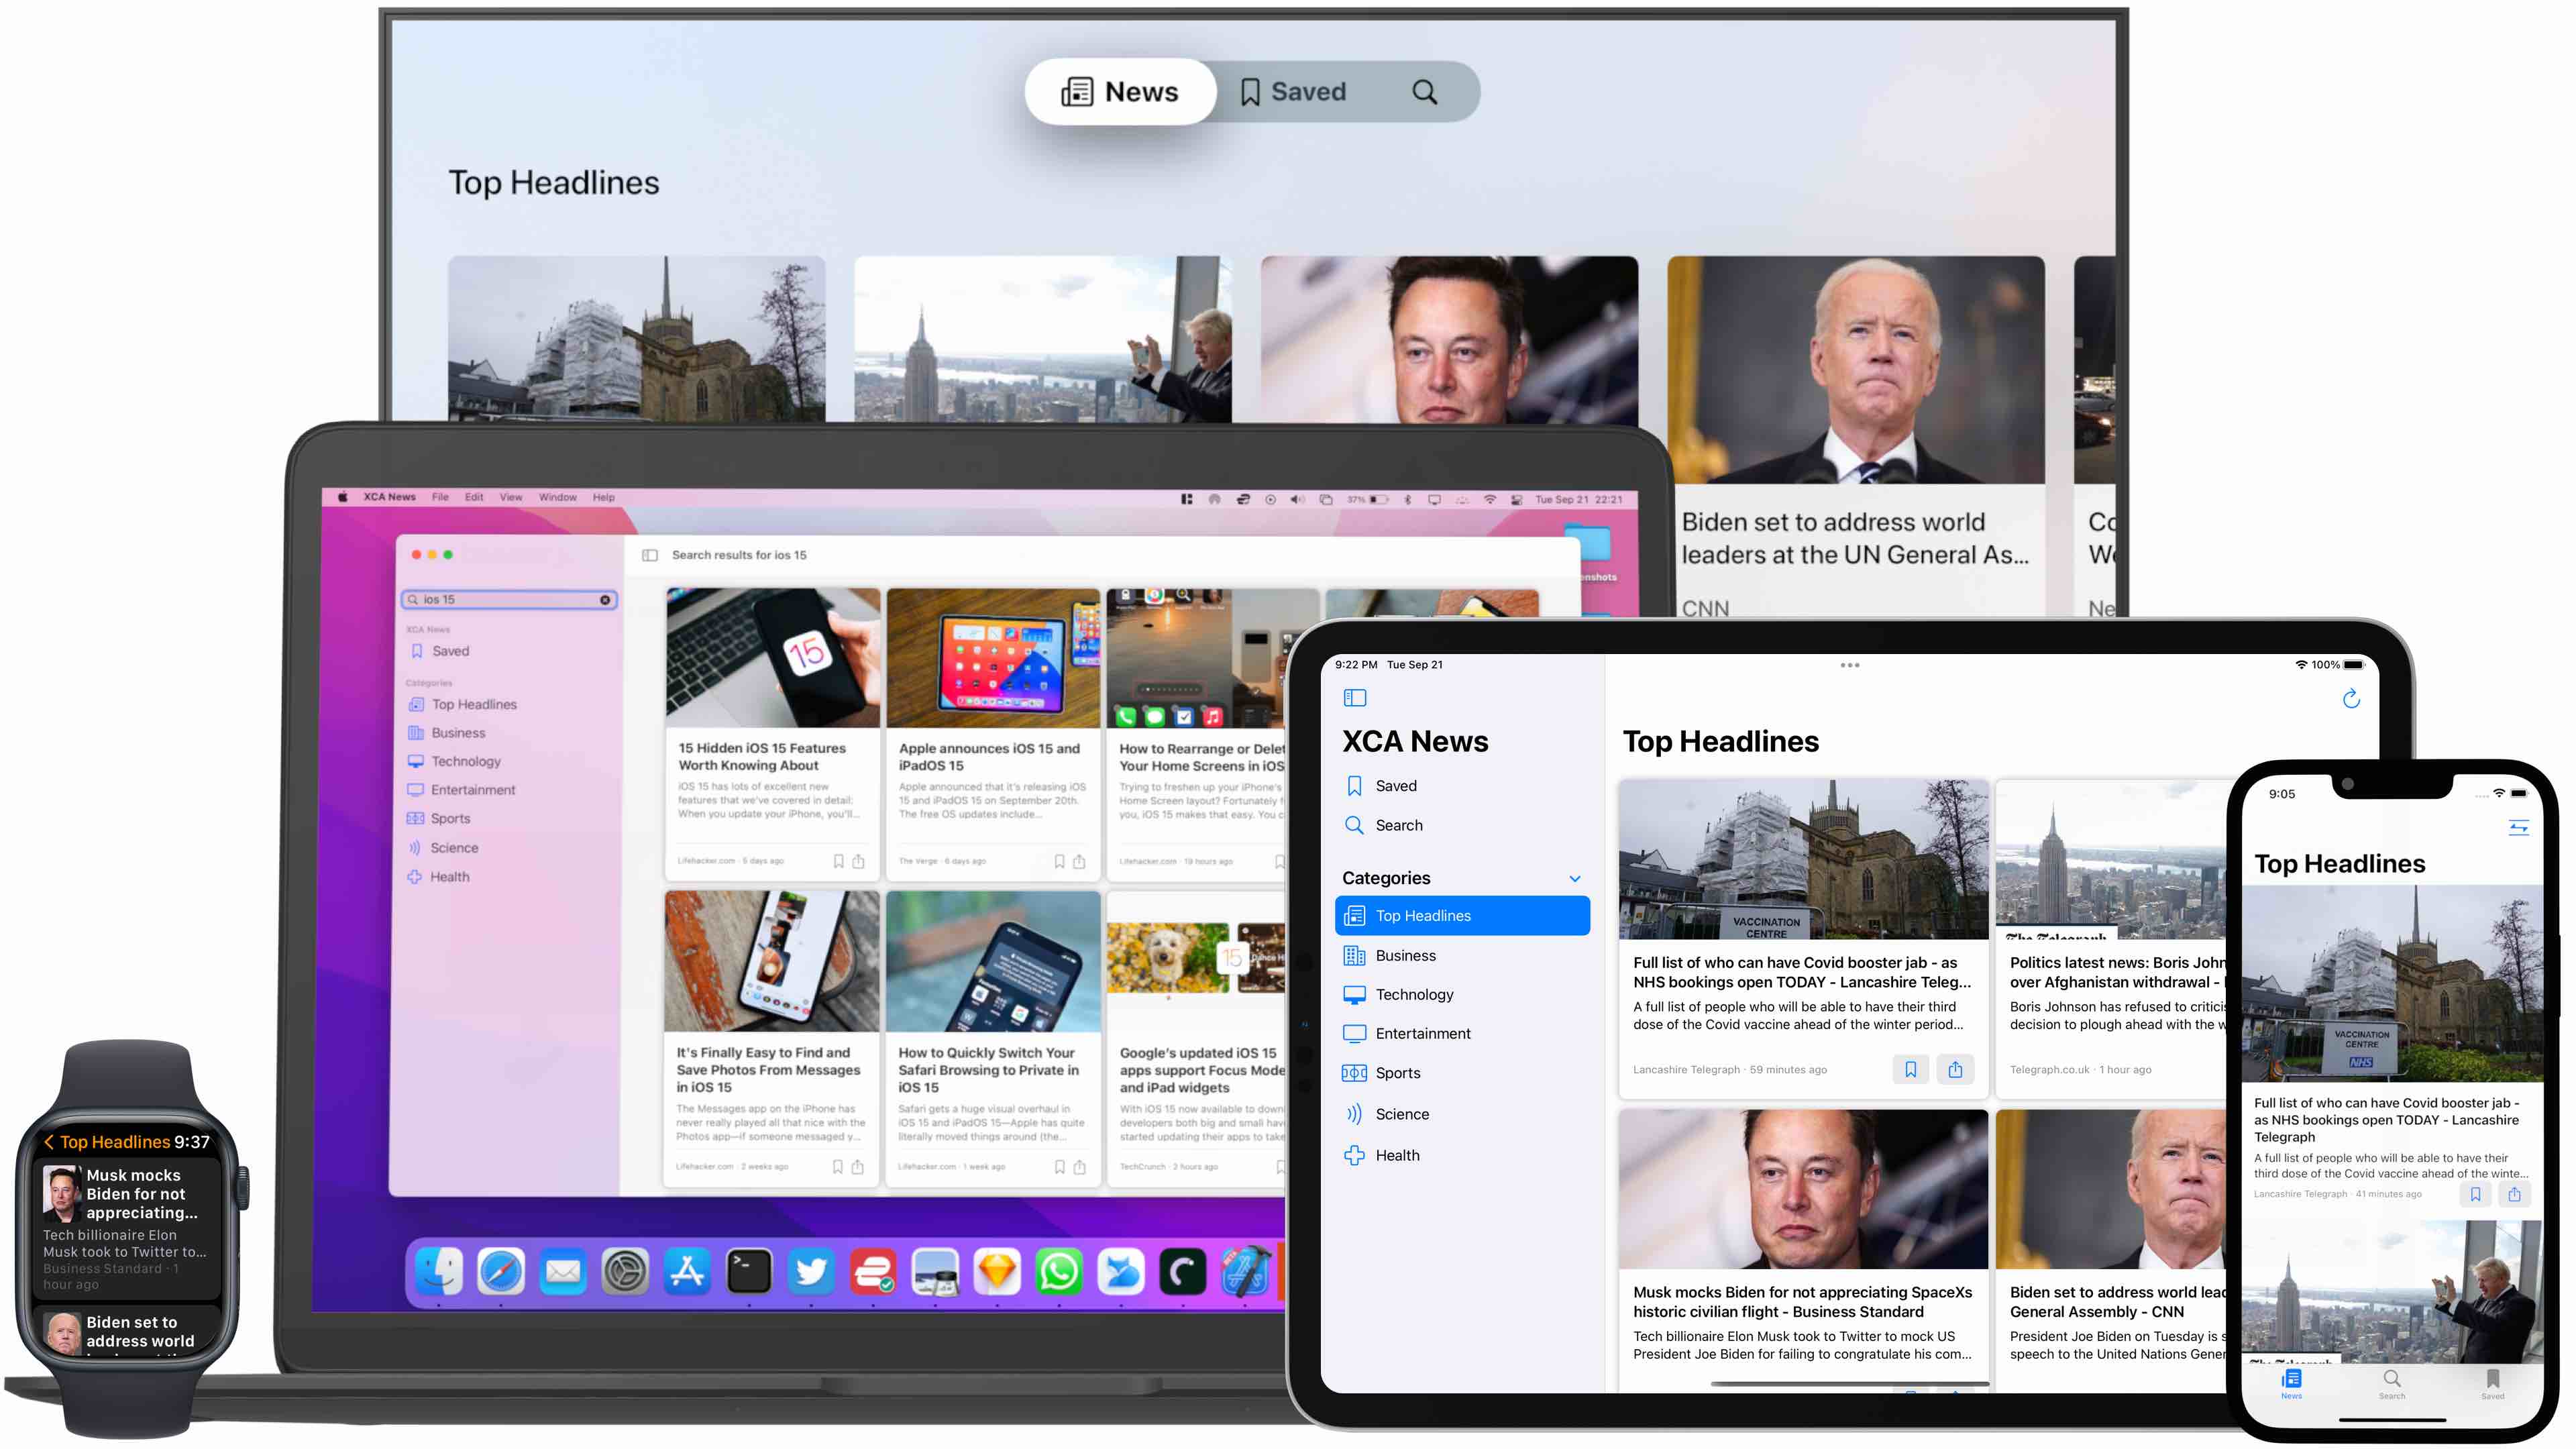 News
Saved
Top Headlines
Biden set to address world
leaders at the UN General As...
CNN
Co
We
Ne
XCA News File Edit View Window Help
37%
Tue Sep 21 22:21
enshots
ios 15
XCA News
Saved
Categories
Top Headlines
Business
Technology
Entertainment
Sports
Science
Health
Search results for ios 15
15
15 Hidden iOS 15 Features
Worth Knowing About
iOS 15 has lots of excellent new
features that we've covered in detail:
When you update your iPhone, you'll...
Lifehacker.com · 5 days ago
Apple announces iOS 15 and
iPadOS 15
Apple announced that it's releasing iOS
15 and iPadOS 15 on September 20th.
The free OS updates include...
The Verge · 6 days ago
How to Rearrange or Delet
Your Home Screens in iOS
Trying to freshen up your iPhone's
Home Screen layout? Fortunately f
you, iOS 15 makes that easy. You c
Lifehacker.com · 19 hours ago
It's Finally Easy to Find and
Save Photos From Messages
in iOS 15
The Messages app on the iPhone has
never really played all that nice with the
Photos app—if someone messaged y...
Lifehacker.com · 2 weeks ago
How to Quickly Switch Your
Safari Browsing to Private in
iOS 15
Safari gets a huge visual overhaul in
iOS 15 and iPadOS 15—Apple has quite
literally moved things around (the...
Lifehacker.com · 1 week ago
15
Google's updated iOS 15
apps support Focus Mode
and iPad widgets
With iOS 15 now available to down
developers both big and small have
started updating their apps to take
TechCrunch · 2 hours ago
9:22 PM Tue Sep 21
100%
XCA News
Saved
Search
Categories
Top Headlines
Business
Technology
Entertainment
Sports
Science
Health
Top Headlines
VACCINATION
CENTRE
Full list of who can have Covid booster jab - as
NHS bookings open TODAY - Lancashire Teleg...
A full list of people who will be able to have their third
dose of the Covid vaccine ahead of the winter period...
Lancashire Telegraph · 59 minutes ago
The Telegraph
Politics latest news: Boris John
over Afghanistan withdrawal -
Boris Johnson has refused to critici
decision to plough ahead with the w
Telegraph.co.uk · 1 hour ago
Musk mocks Biden for not appreciating SpaceXs
historic civilian flight - Business Standard
Tech billionaire Elon Musk took to Twitter to mock US
President Joe Biden for failing to congratulate his com...
Biden set to address world lead
General Assembly - CNN
President Joe Biden on Tuesday is s
speech to the United Nations Gener
9:05
Top Headlines
VACCINATION
CENTRE
NHS
Full list of who can have Covid booster jab -
as NHS bookings open TODAY - Lancashire
Telegraph
A full list of people who will be able to have their
third dose of the Covid vaccine ahead of the winte...
Lancashire Telegraph · 41 minutes ago
The Telegraph
News
Search
Saved
Top Headlines 9:37
Musk mocks
Biden for not
appreciating...
Tech billionaire Elon
Musk took to Twitter to...
Business Standard · 1
hour ago
Biden set to
address world